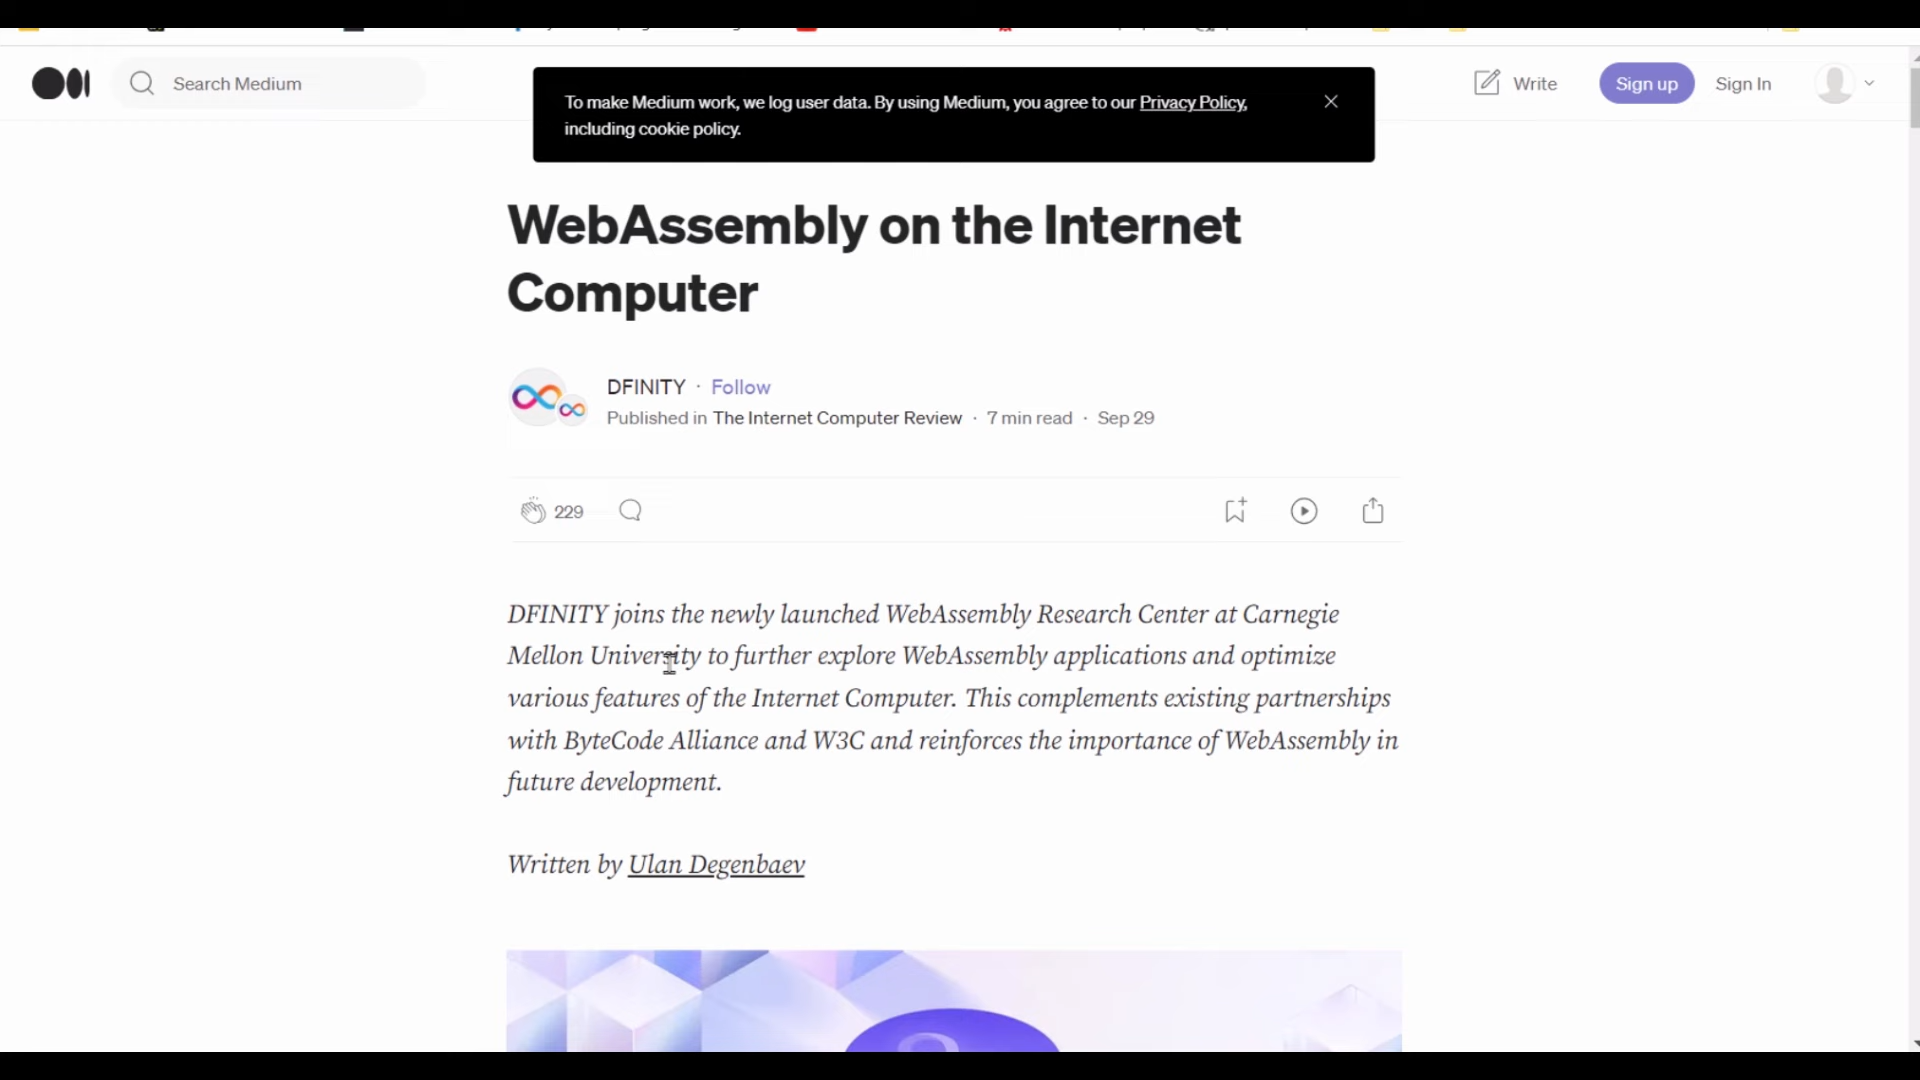 Search Medium
To make Medium work, we log user data. By using Medium, you agree to our Privacy Policy,
including cookie policy.
Write
Sign up
Sign In
WebAssembly on the Internet
Computer
DFINITY · Follow
Published in The Internet Computer Review · 7 min read · Sep 29
229
DFINITY joins the newly launched WebAssembly Research Center at Carnegie
Mellon University to further explore WebAssembly applications and optimize
various features of the Internet Computer. This complements existing partnerships
with ByteCode Alliance and W3C and reinforces the importance of WebAssembly in
future development.
Written by Ulan Degenbaev